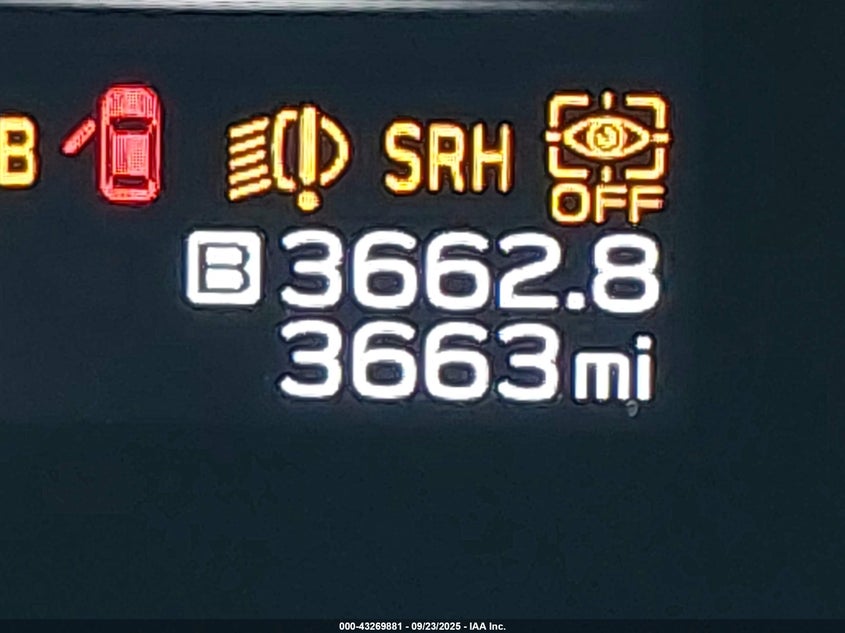 B SRH
OFF
B 3662.8
3663 mi
000-43269881 - 09/23/2025 - IAA Inc.